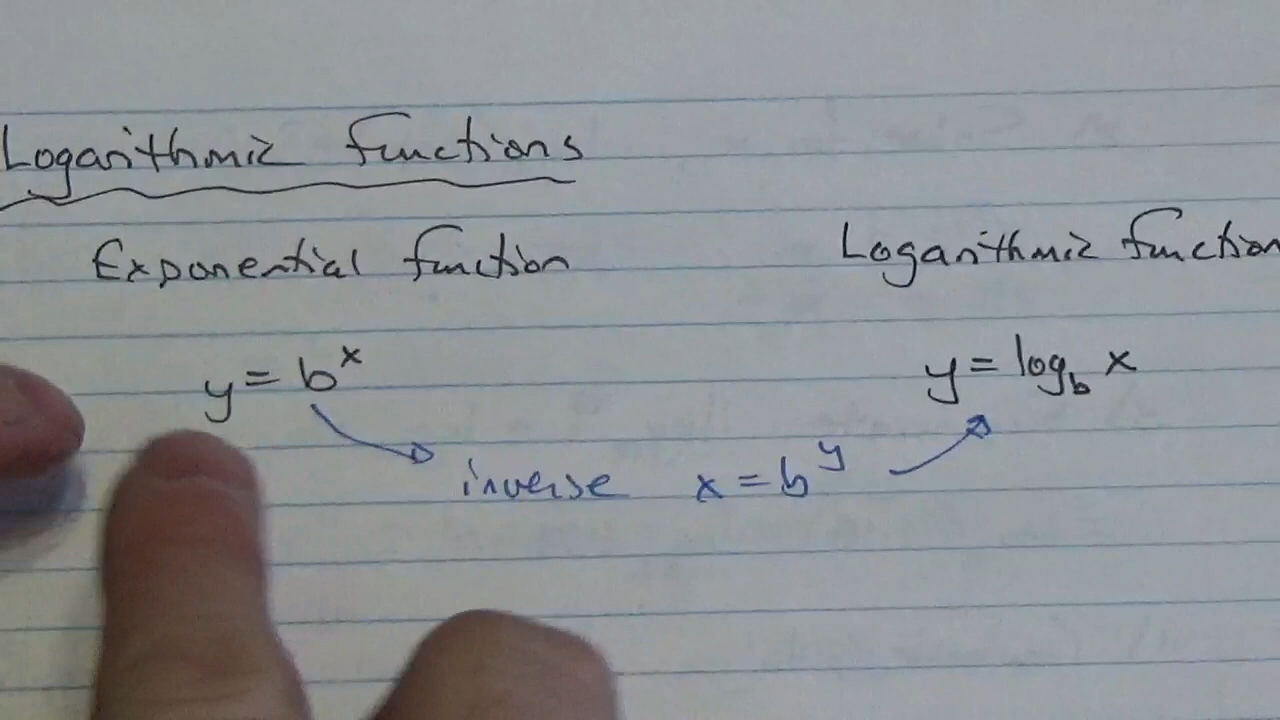 Logarithmic functions
Exponential function Logarithmic function
y = b^x y = log_b x
inverse x = b^y